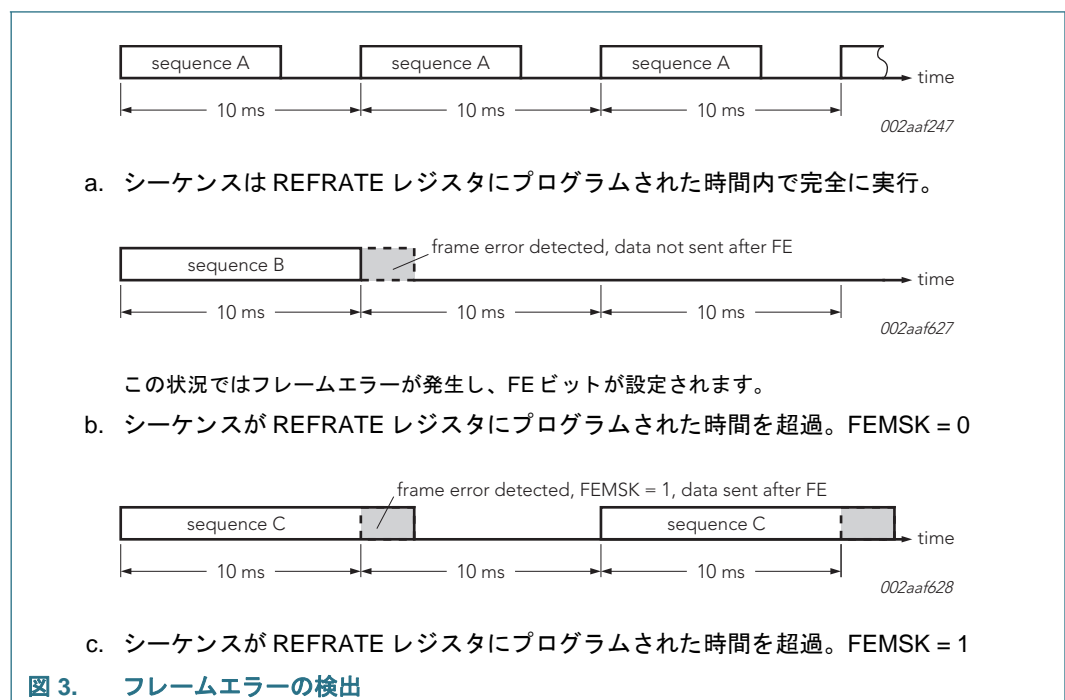 sequence A sequence A sequence A
time
10 ms 10 ms 10 ms
002aaf247
a. シーケンスは REFRATE レジスタにプログラムされた時間内で完全に実行。
frame error detected, data not sent after FE
sequence B
time
10 ms 10 ms 10 ms
002aaf627
この状況ではフレームエラーが発生し、FEビットが設定されます。
b. シーケンスが REFRATE レジスタにプログラムされた時間を超過。FEMSK = 0
frame error detected, FEMSK = 1, data sent after FE
sequence C sequence C
time
10 ms 10 ms 10 ms
002aaf628
c. シーケンスが REFRATE レジスタにプログラムされた時間を超過。FEMSK = 1
図 3. フレームエラーの検出